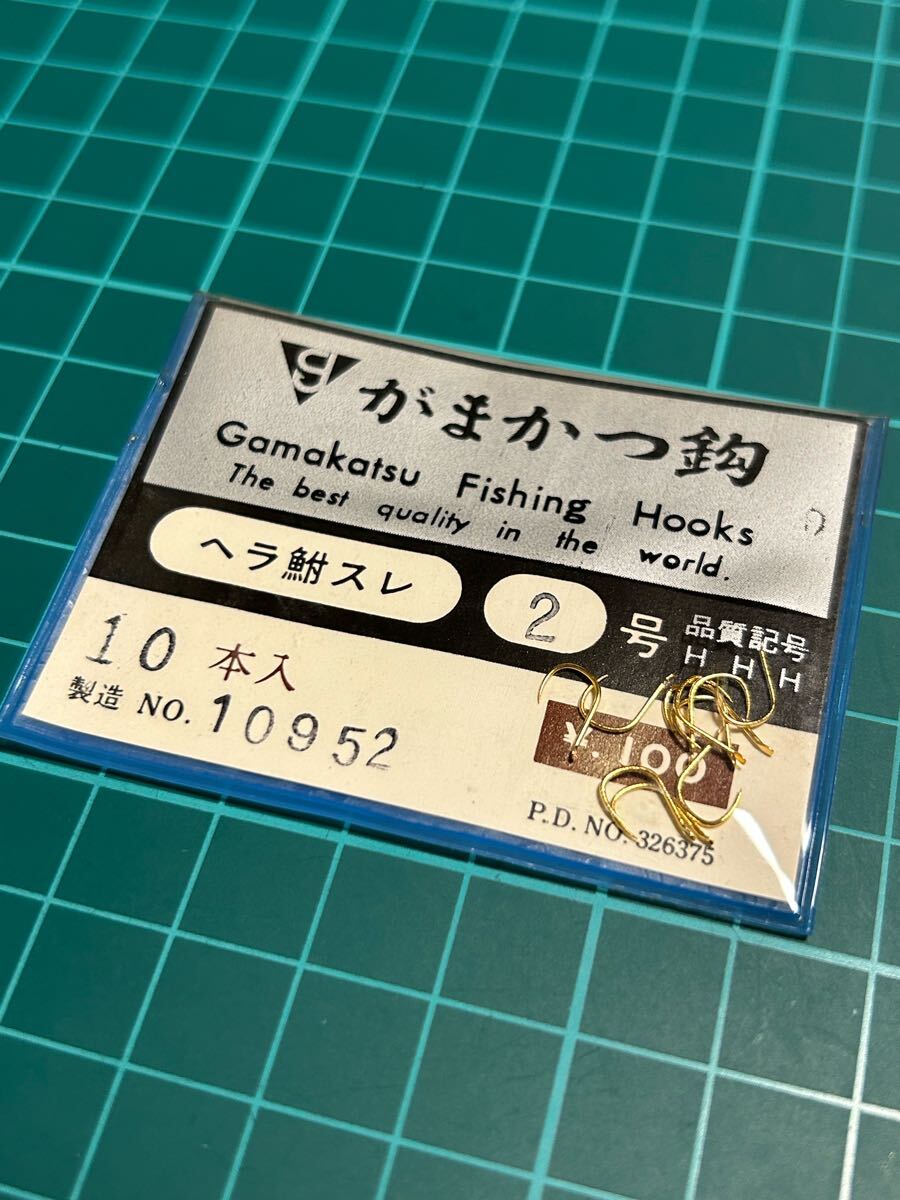 g がまかつ鈎
Gamakatsu Fishing Hooks
The best quality in the world.
ヘラ鮒スレ 2 号 品質記号
H H H
10 本入
製造 NO. 10952
¥.100
P.D. NO. 326375